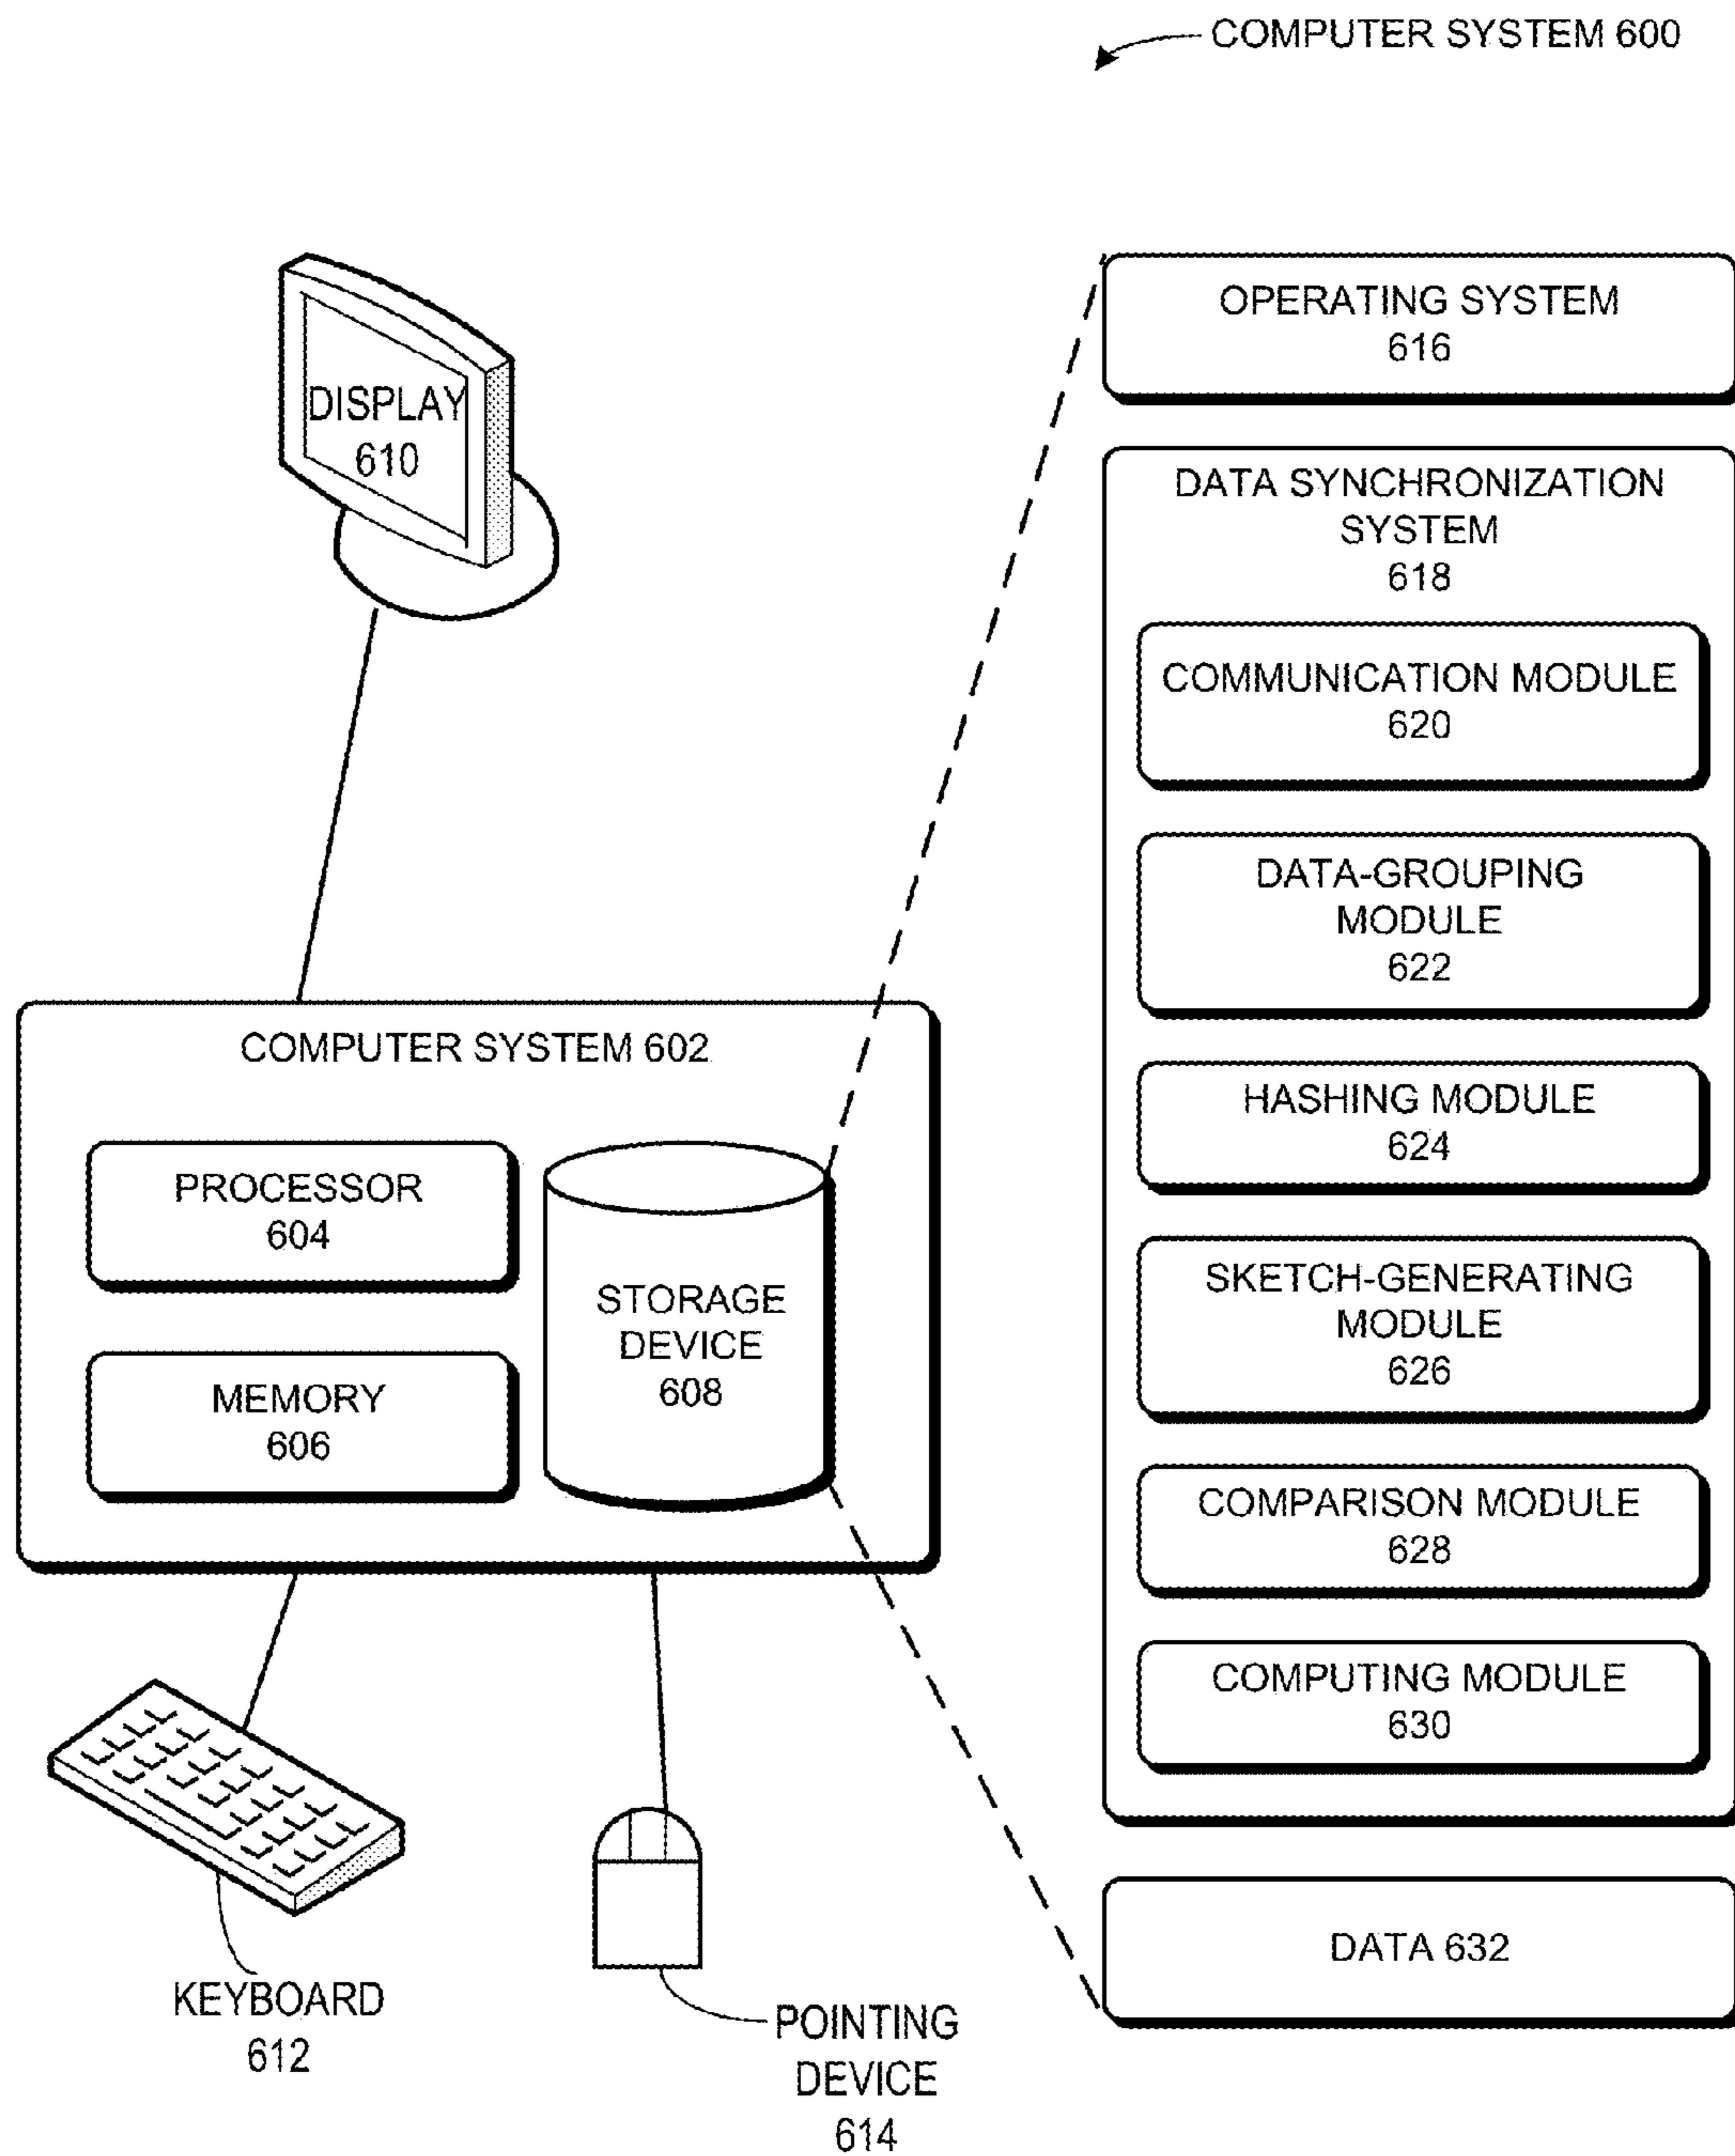 COMPUTER SYSTEM 600
DISPLAY
610
COMPUTER SYSTEM 602
PROCESSOR
604
MEMORY
606
STORAGE
DEVICE
608
KEYBOARD
612
POINTING
DEVICE
614
OPERATING SYSTEM
616
DATA SYNCHRONIZATION
SYSTEM
618
COMMUNICATION MODULE
620
DATA-GROUPING
MODULE
622
HASHING MODULE
624
SKETCH-GENERATING
MODULE
626
COMPARISON MODULE
628
COMPUTING MODULE
630
DATA 632